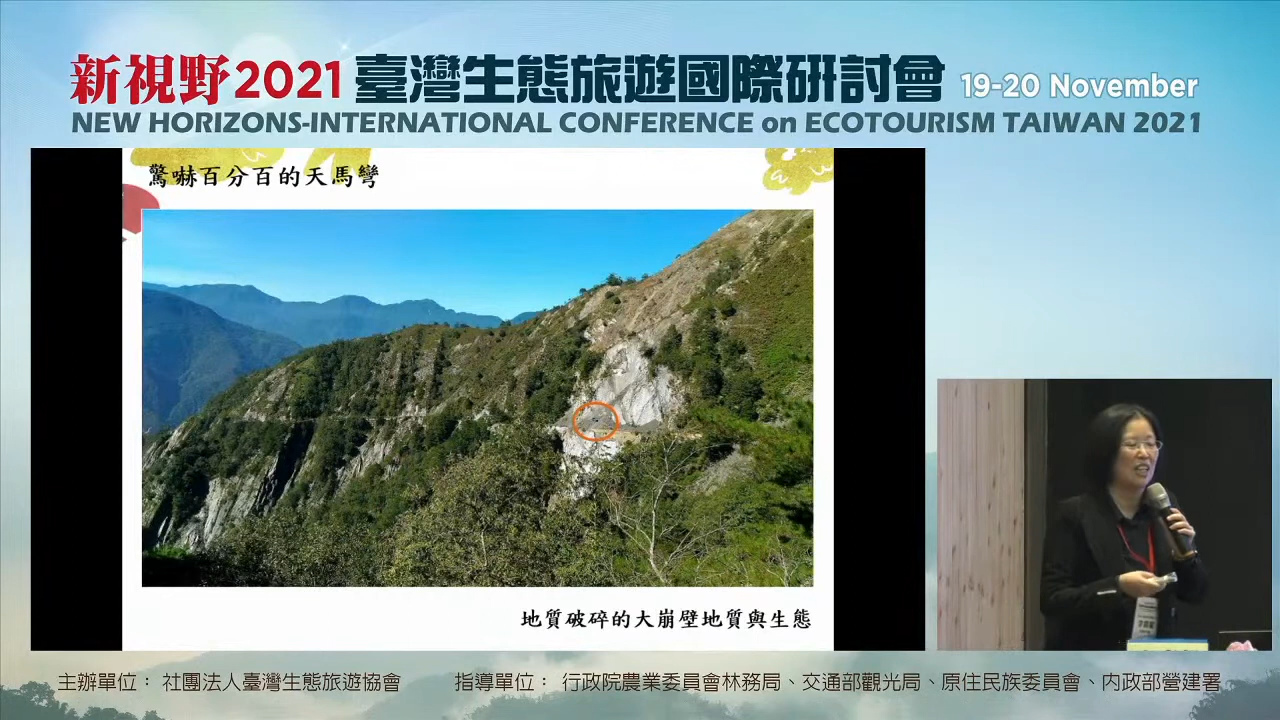 新視野2021 臺灣生態旅遊國際研討會 19-20 November
NEW HORIZONS-INTERNATIONAL CONFERENCE on ECOTOURISM TAIWAN 2021
驚嚇百分百的天馬彎
地質破碎的大崩壁地質與生態
主辦單位： 社團法人臺灣生態旅遊協會 指導單位： 行政院農業委員會林務局、交通部觀光局、原住民族委員會、內政部營建署